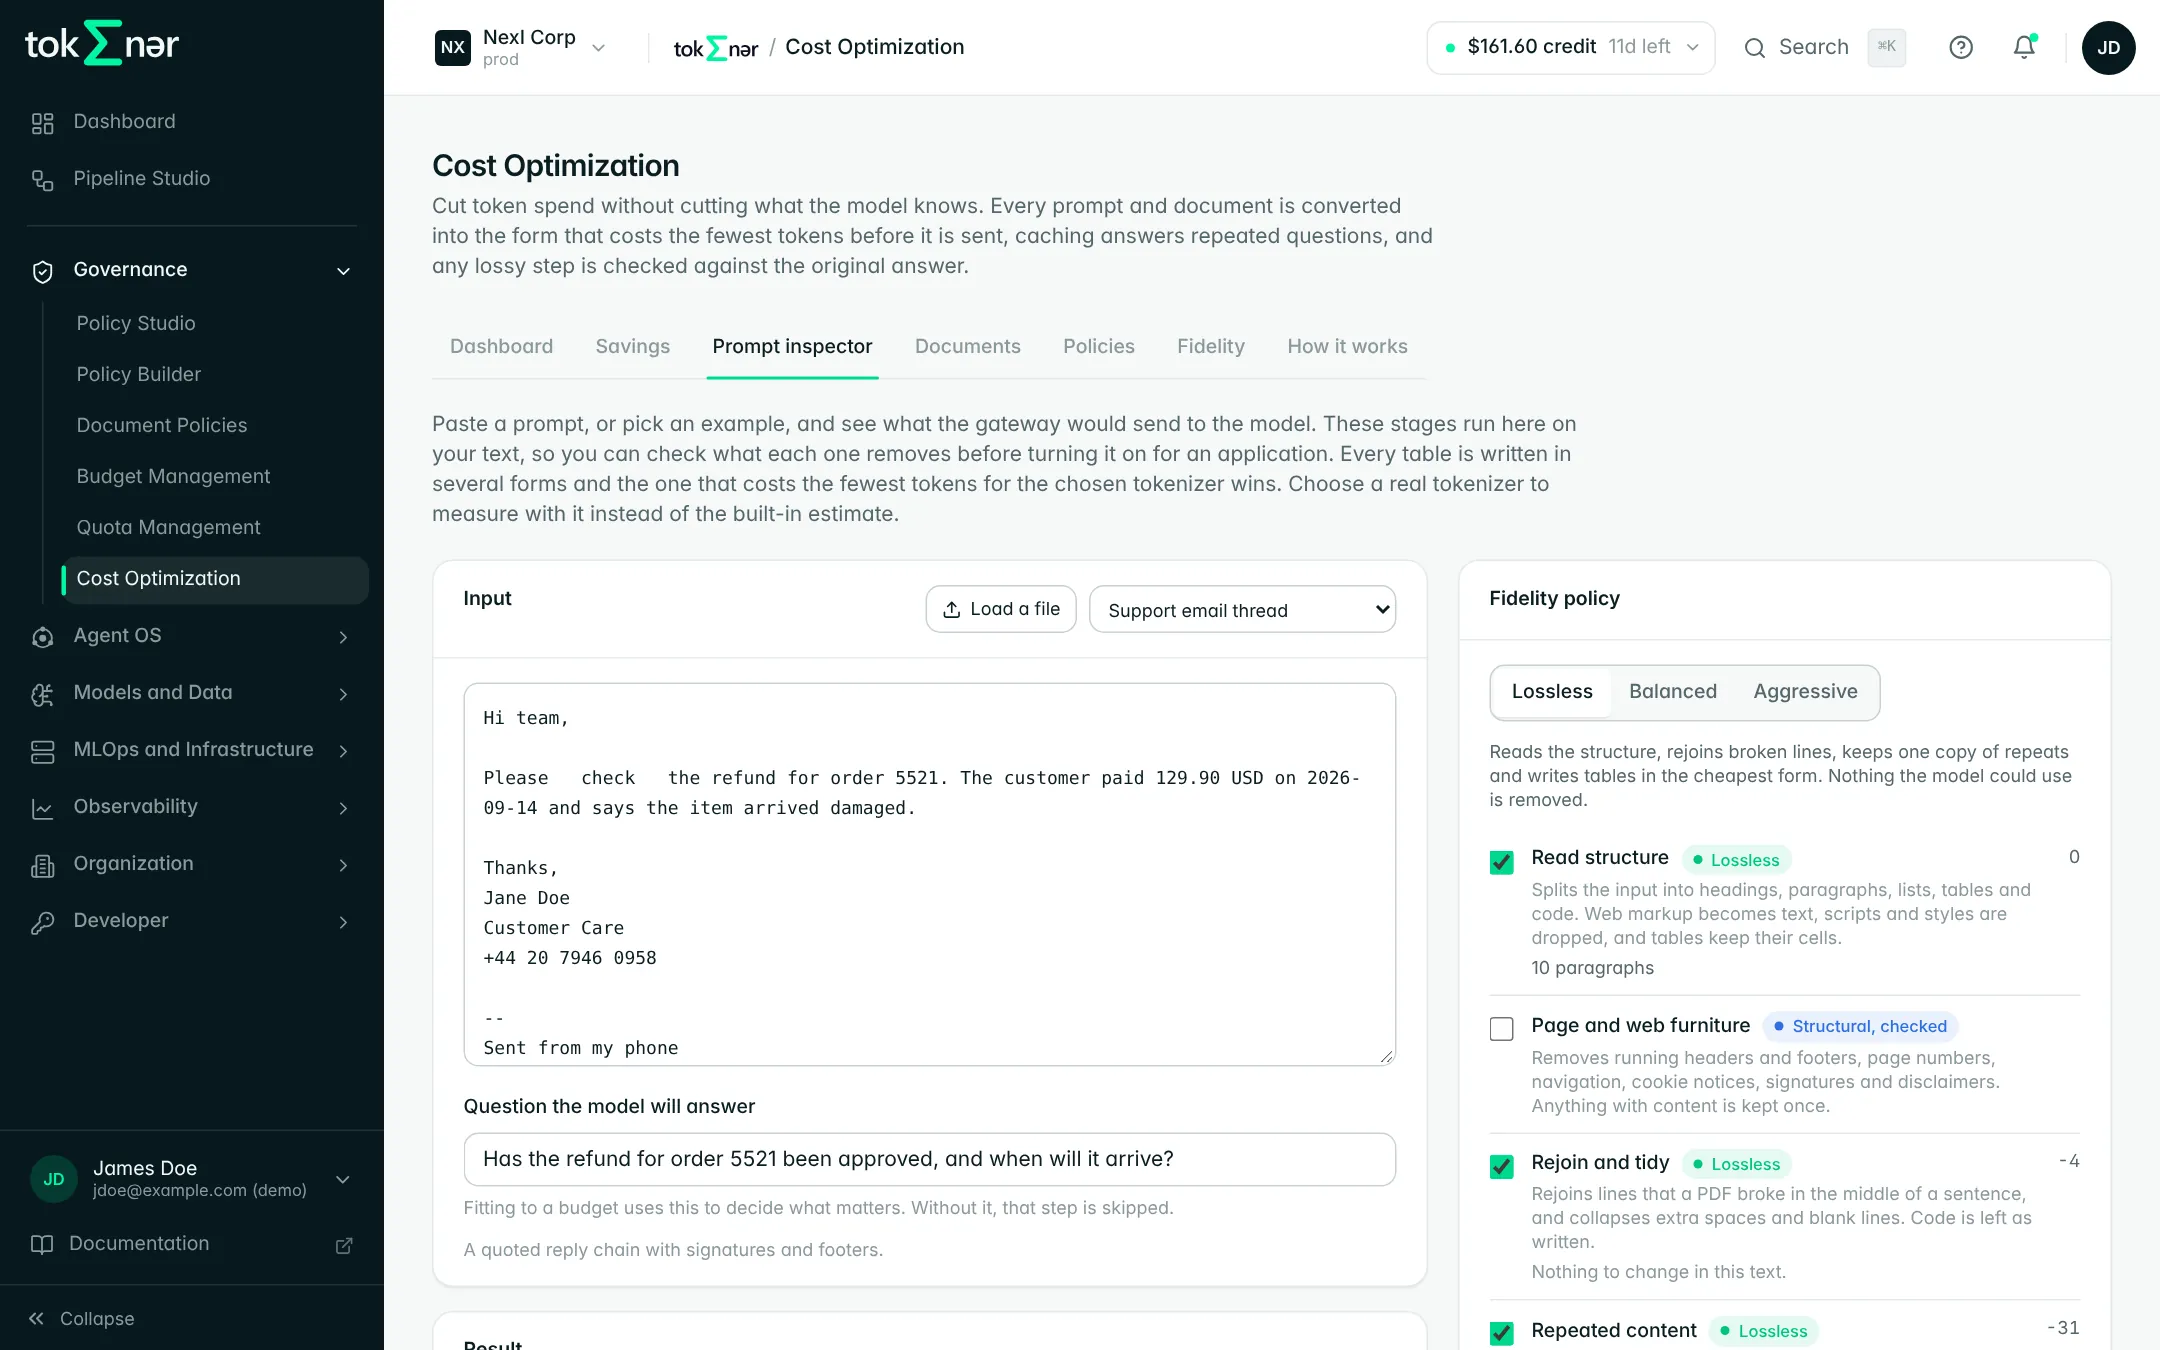 tokΣnər
Dashboard
Pipeline Studio
Governance
Policy Studio
Policy Builder
Document Policies
Budget Management
Quota Management
Cost Optimization
Agent OS
Models and Data
MLOps and Infrastructure
Observability
Organization
Developer
JD
James Doe
jdoe@example.com (demo)
Documentation
Collapse
NX
Nexl Corp
prod
tokΣnər / Cost Optimization
$161.60 credit 11d left
Search ⌘K
JD
Cost Optimization
Cut token spend without cutting what the model knows. Every prompt and document is converted
into the form that costs the fewest tokens before it is sent, caching answers repeated questions, and
any lossy step is checked against the original answer.
Dashboard Savings Prompt inspector Documents Policies Fidelity How it works
Paste a prompt, or pick an example, and see what the gateway would send to the model. These stages run here on
your text, so you can check what each one removes before turning it on for an application. Every table is written in
several forms and the one that costs the fewest tokens for the chosen tokenizer wins. Choose a real tokenizer to
measure with it instead of the built-in estimate.
Input
Load a file
Support email thread
Hi team,
Please   check   the refund for order 5521. The customer paid 129.90 USD on 2026-
09-14 and says the item arrived damaged.
Thanks,
Jane Doe
Customer Care
+44 20 7946 0958
--
Sent from my phone
Question the model will answer
Has the refund for order 5521 been approved, and when will it arrive?
Fitting to a budget uses this to decide what matters. Without it, that step is skipped.
A quoted reply chain with signatures and footers.
Result
Fidelity policy
Lossless Balanced Aggressive
Reads the structure, rejoins broken lines, keeps one copy of repeats
and writes tables in the cheapest form. Nothing the model could use
is removed.
Read structure Lossless 0
Splits the input into headings, paragraphs, lists, tables and
code. Web markup becomes text, scripts and styles are
dropped, and tables keep their cells.
10 paragraphs
Page and web furniture Structural, checked
Removes running headers and footers, page numbers,
navigation, cookie notices, signatures and disclaimers.
Anything with content is kept once.
Rejoin and tidy Lossless -4
Rejoins lines that a PDF broke in the middle of a sentence,
and collapses extra spaces and blank lines. Code is left as
written.
Nothing to change in this text.
Repeated content Lossless -31